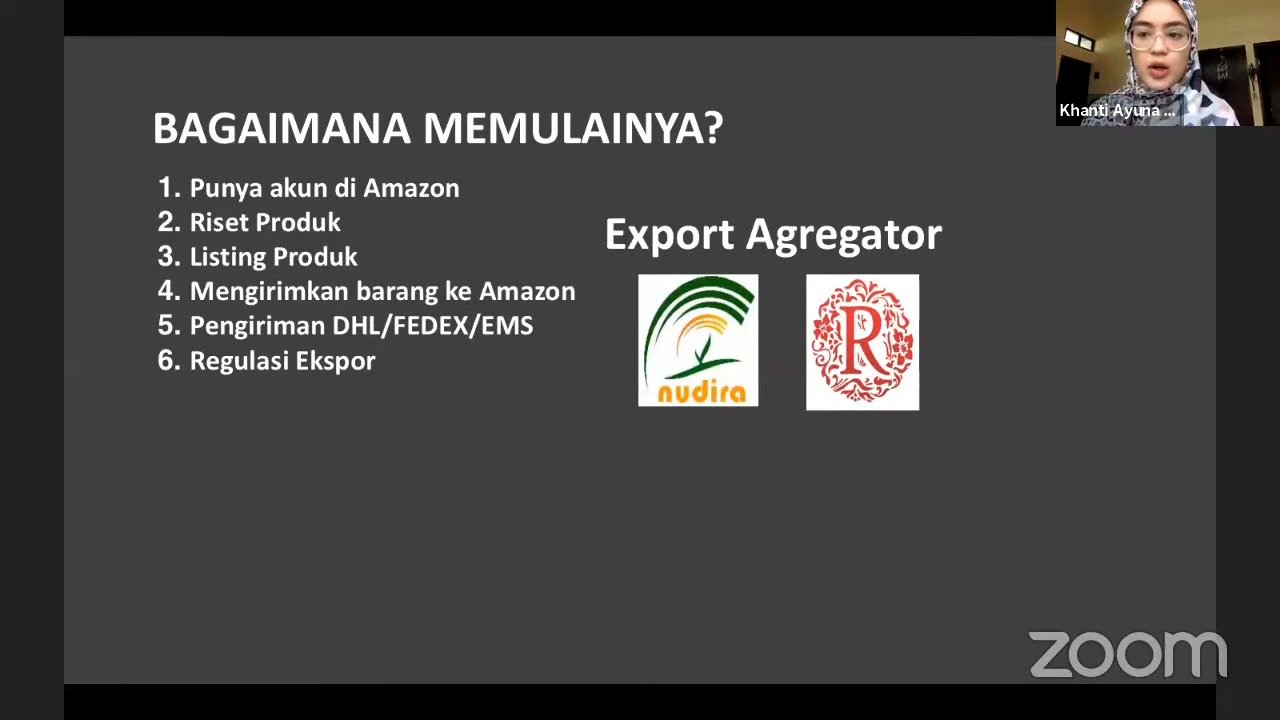 Khanti Ayuna ...
BAGAIMANA MEMULAINYA?
1. Punya akun di Amazon
2. Riset Produk
3. Listing Produk
4. Mengirimkan barang ke Amazon
5. Pengiriman DHL/FEDEX/EMS
6. Regulasi Ekspor
Export Agregator
nudira
R
zoom